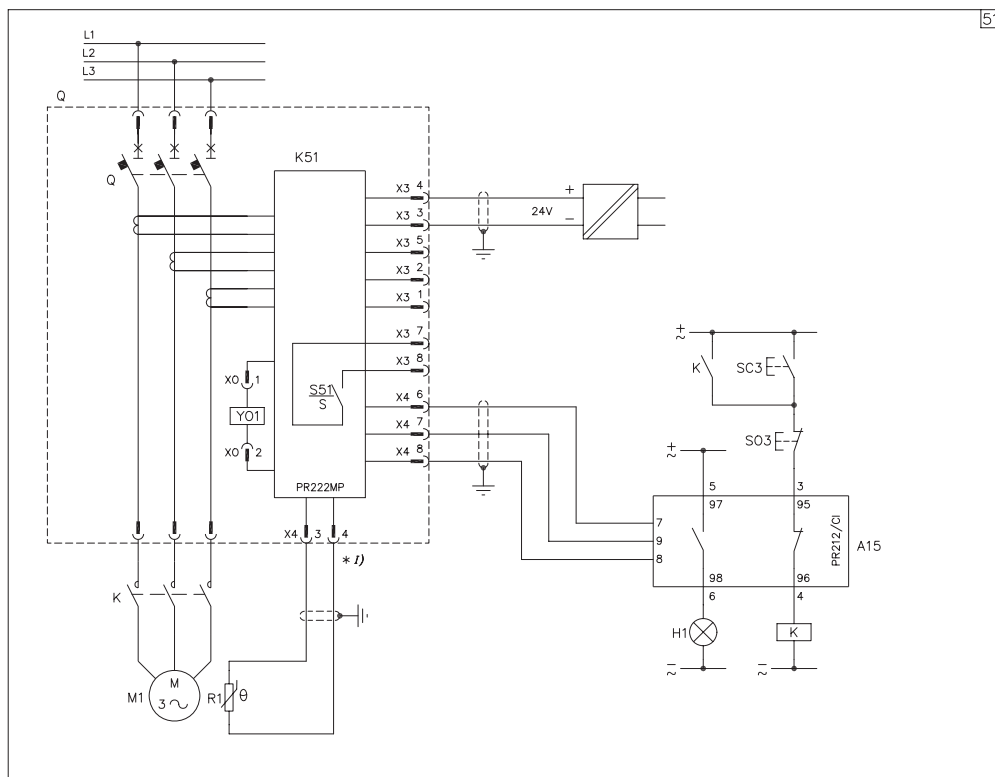 51
L1
L2
L3
Q
Q
K51
X3 4
X3 3
X3 5
X3 2
X3 1
X3 7
X3 8
X4 6
X4 7
X4 8
+
24V
–
X0 1
Y01
X0 2
S51
S
PR222MP
X4 3 4
* I)
K
M1
M
3 ~
R1
θ
+
~
K
SC3
SO3
+
~
5
3
97
95
7
9
8
PR212/CI
A15
98
96
6
4
H1
K
–
~
–
~